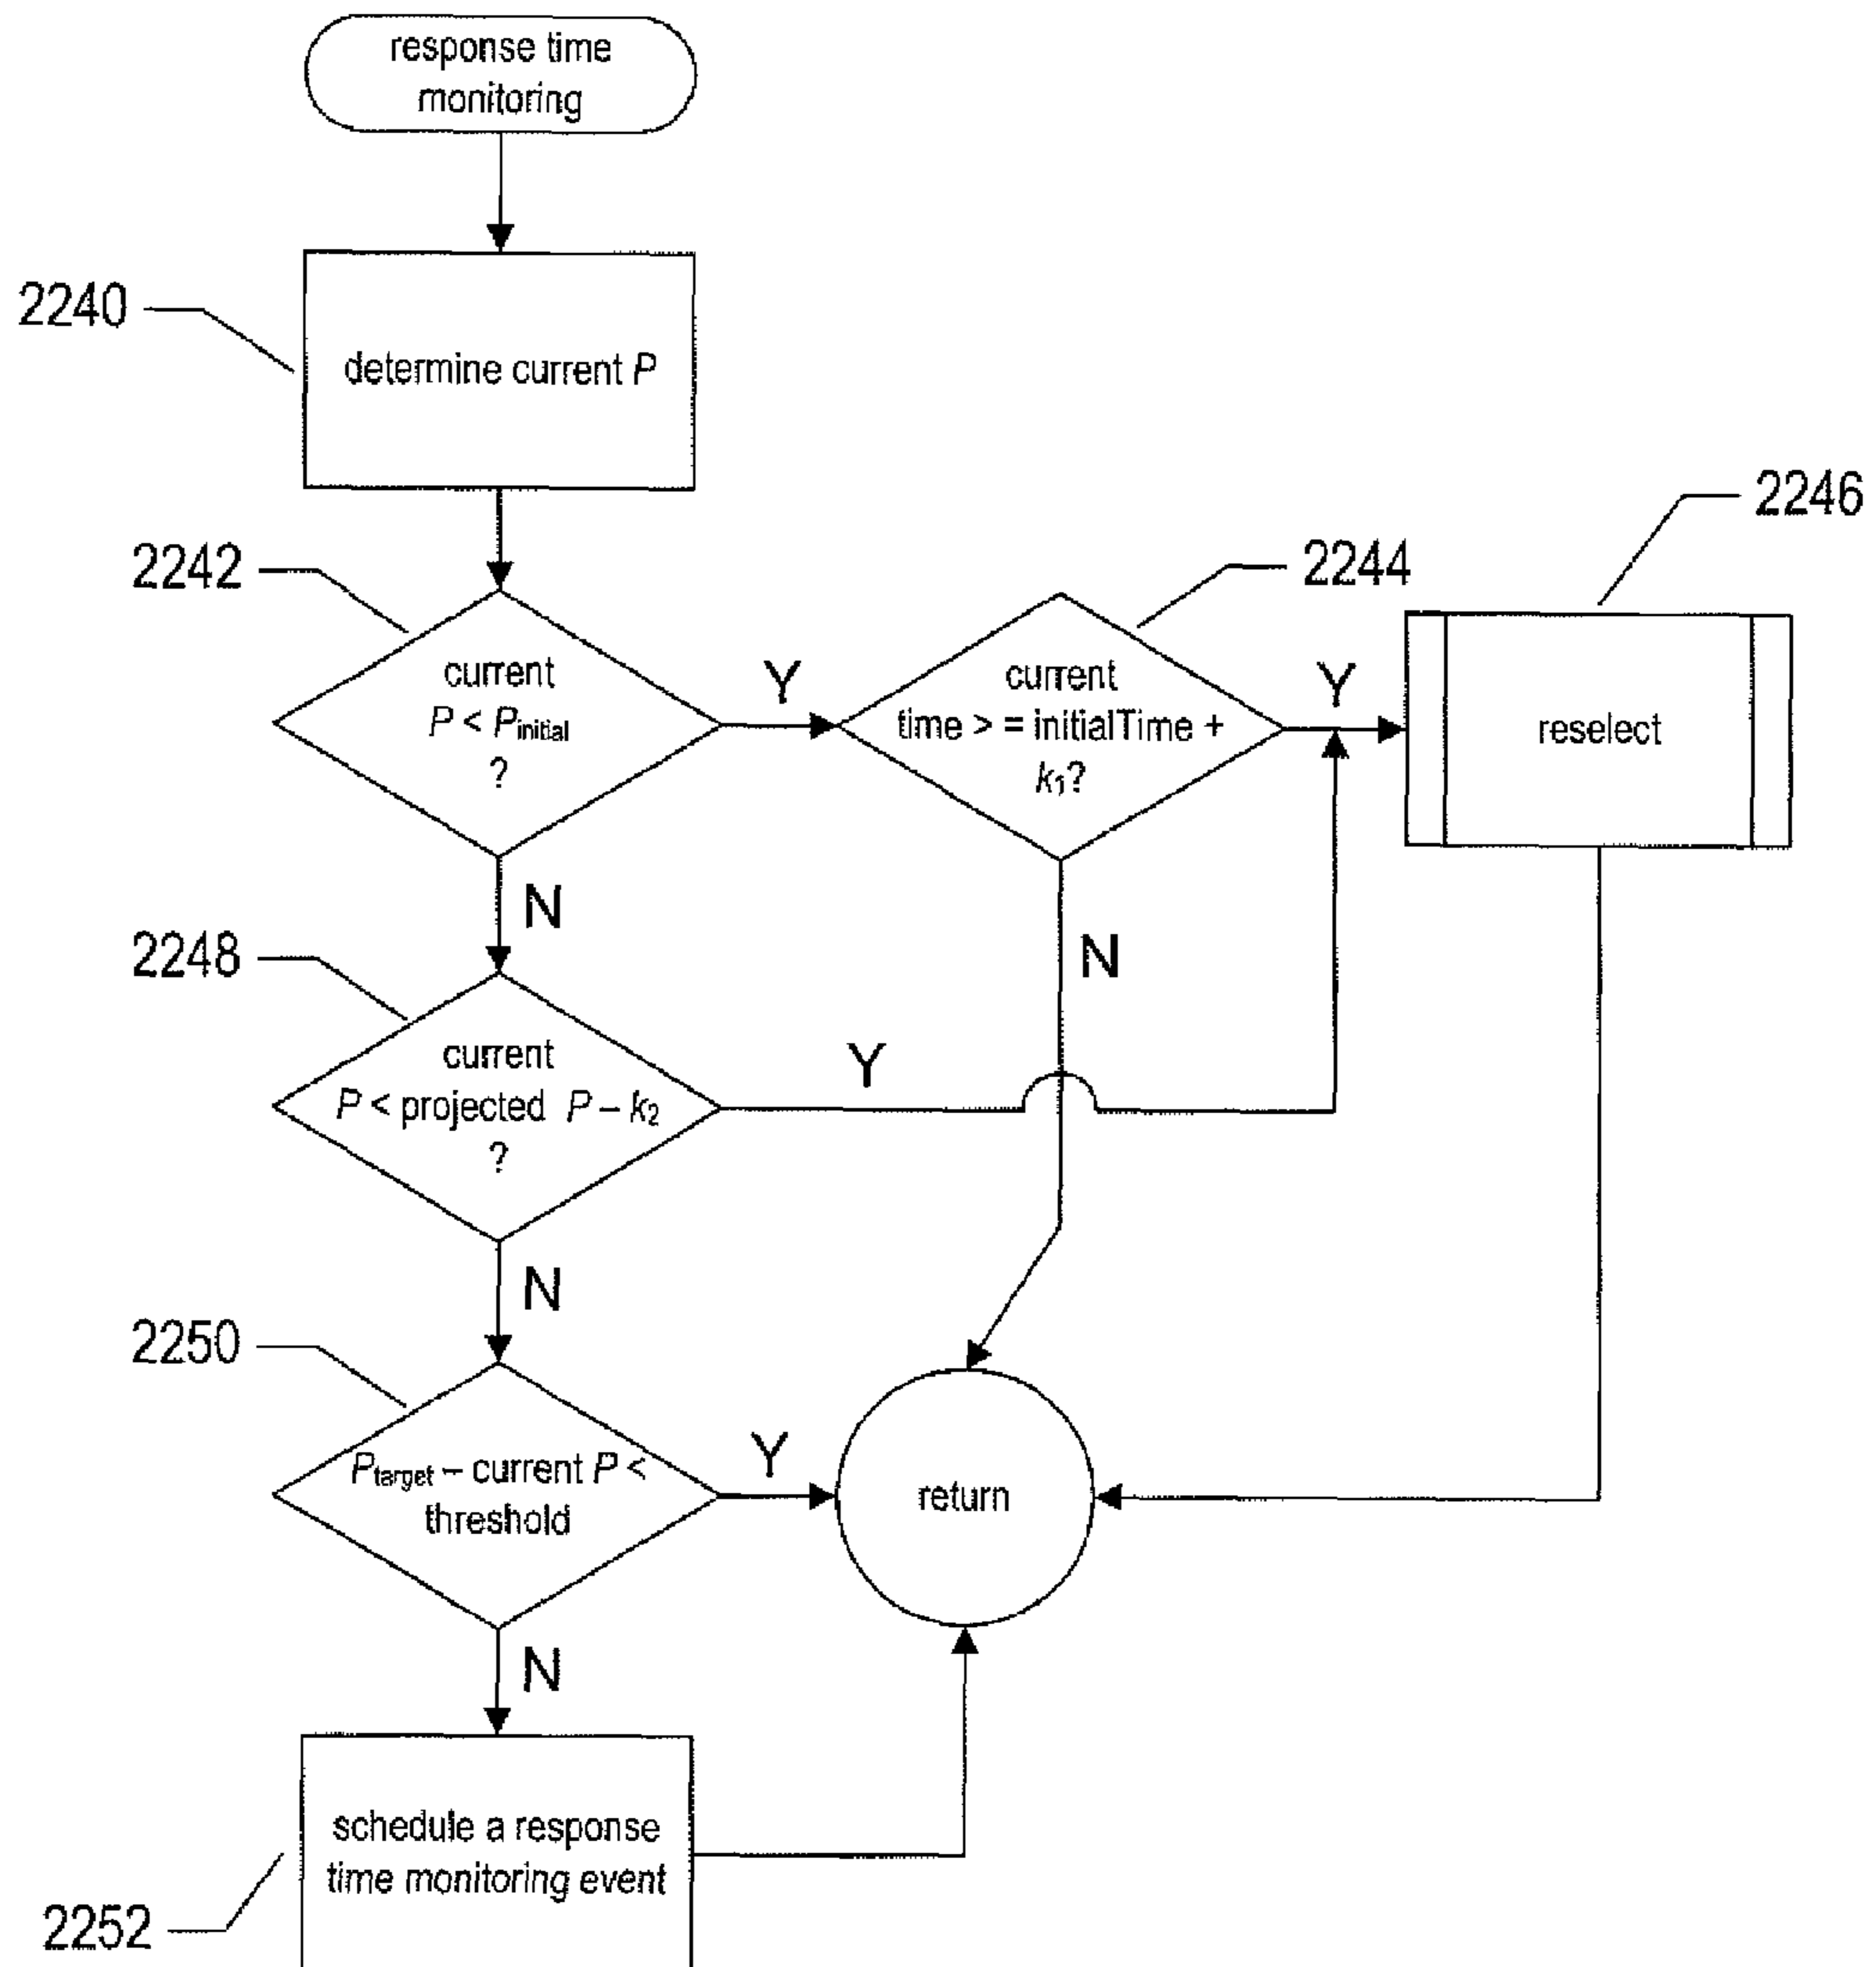 response time
monitoring
2240
determine current P
2246
2242
2244
current
P < Pinitial
?
Y
current
time > = initialTime +
k1?
Y
reselect
N
2248
N
current
P < projected P – k2
?
Y
N
2250
Ptarget – current P <
threshold
Y
return
N
schedule a response
time monitoring event
2252